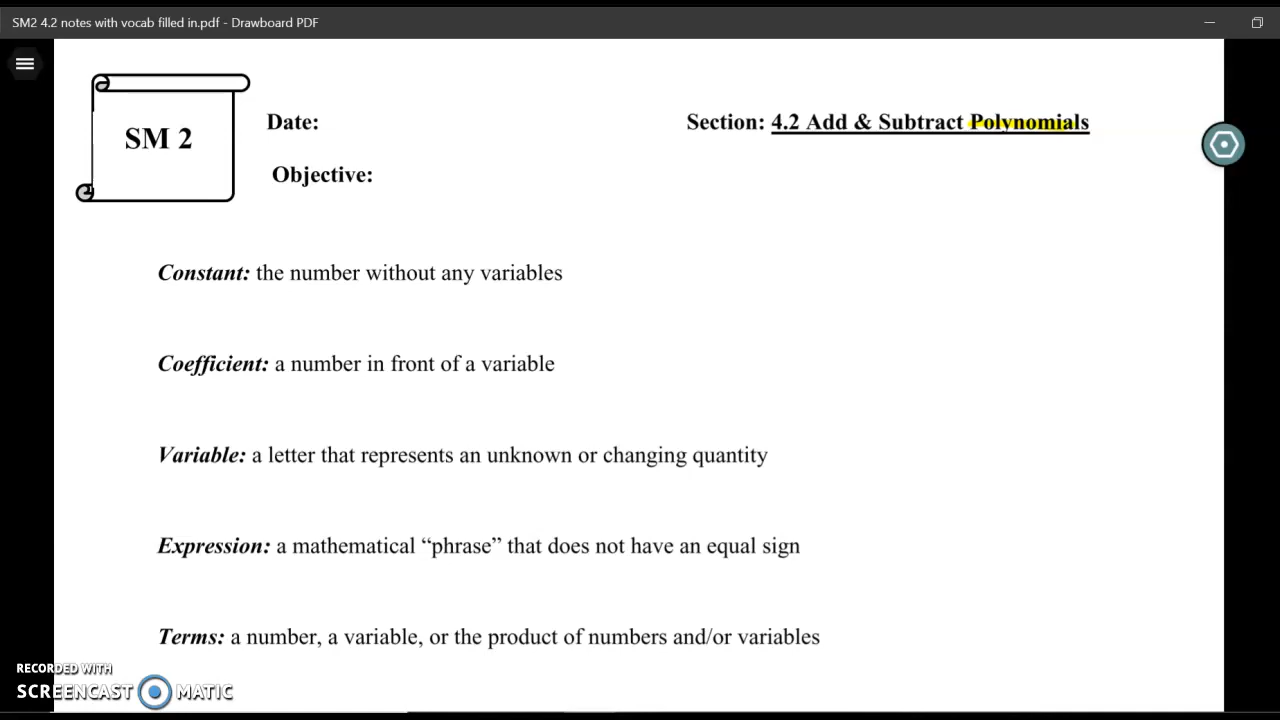 SM2 4.2 notes with vocab filled in.pdf - Drawboard PDF
SM 2
Date:
Section: 4.2 Add & Subtract Polynomials
Objective:
Constant: the number without any variables
Coefficient: a number in front of a variable
Variable: a letter that represents an unknown or changing quantity
Expression: a mathematical “phrase” that does not have an equal sign
Terms: a number, a variable, or the product of numbers and/or variables
RECORDED WITH
SCREENCAST MATIC